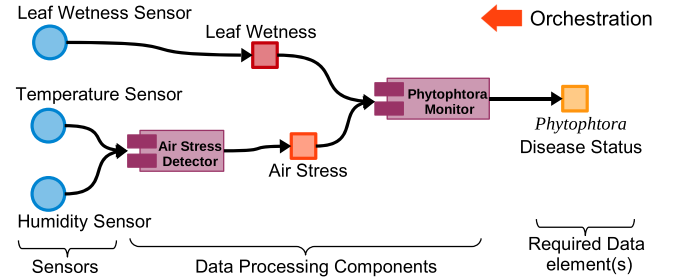 Leaf Wetness Sensor
Orchestration
Leaf Wetness
Temperature Sensor
Phytophtora
Monitor
Phytophtora
Disease Status
Air Stress
Detector
Air Stress
Humidity Sensor
Sensors
Data Processing Components
Required Data
element(s)